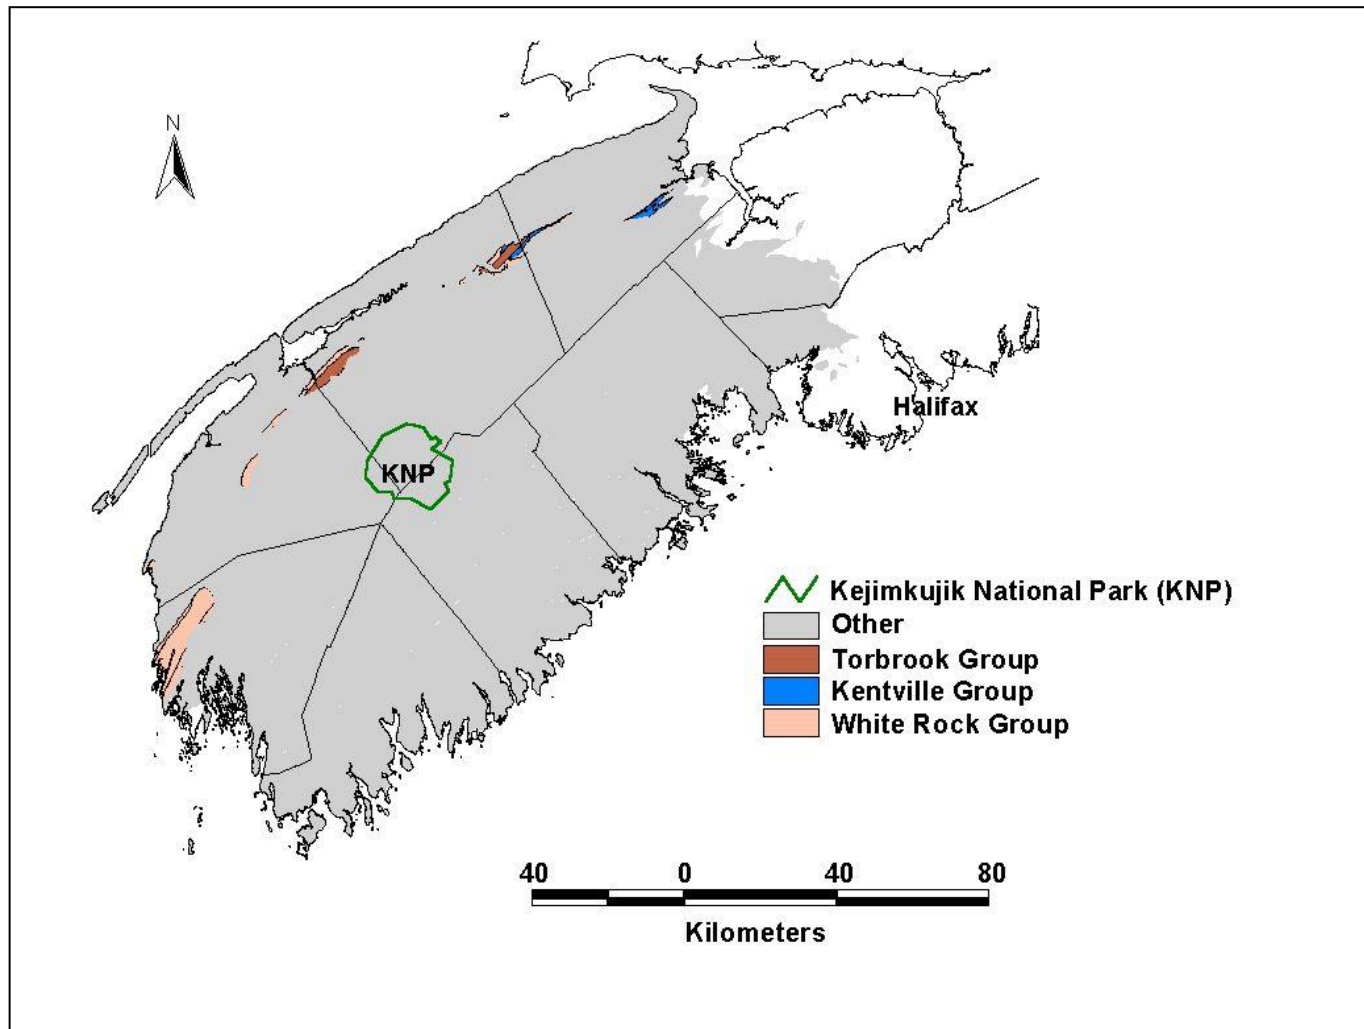 N
Halifax
KNP
Kejimkujik National Park (KNP)
Other
Torbrook Group
Kentville Group
White Rock Group
40 0 40 80
Kilometers